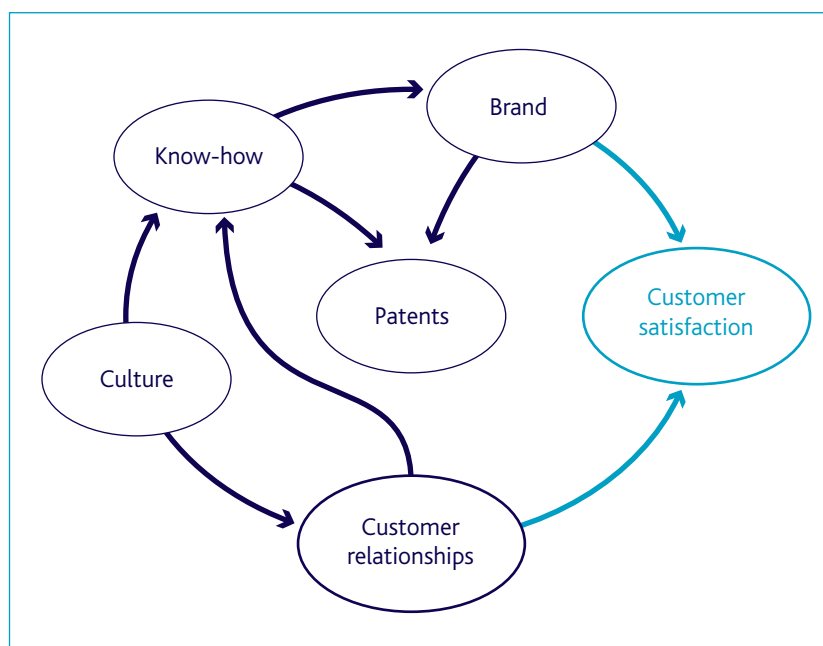 Brand
Know-how
Customer
satisfaction
Patents
Culture
Customer
relationships